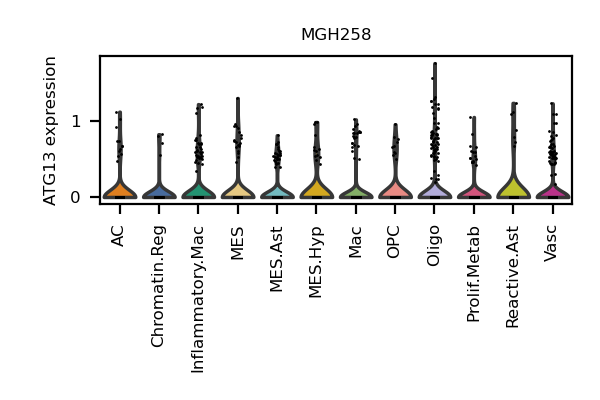 MGH258
ATG13 expression
1
0
AC
Chromatin.Reg
Inflammatory.Mac
MES
MES.Ast
MES.Hyp
Mac
OPC
Oligo
Prolif.Metab
Reactive.Ast
Vasc